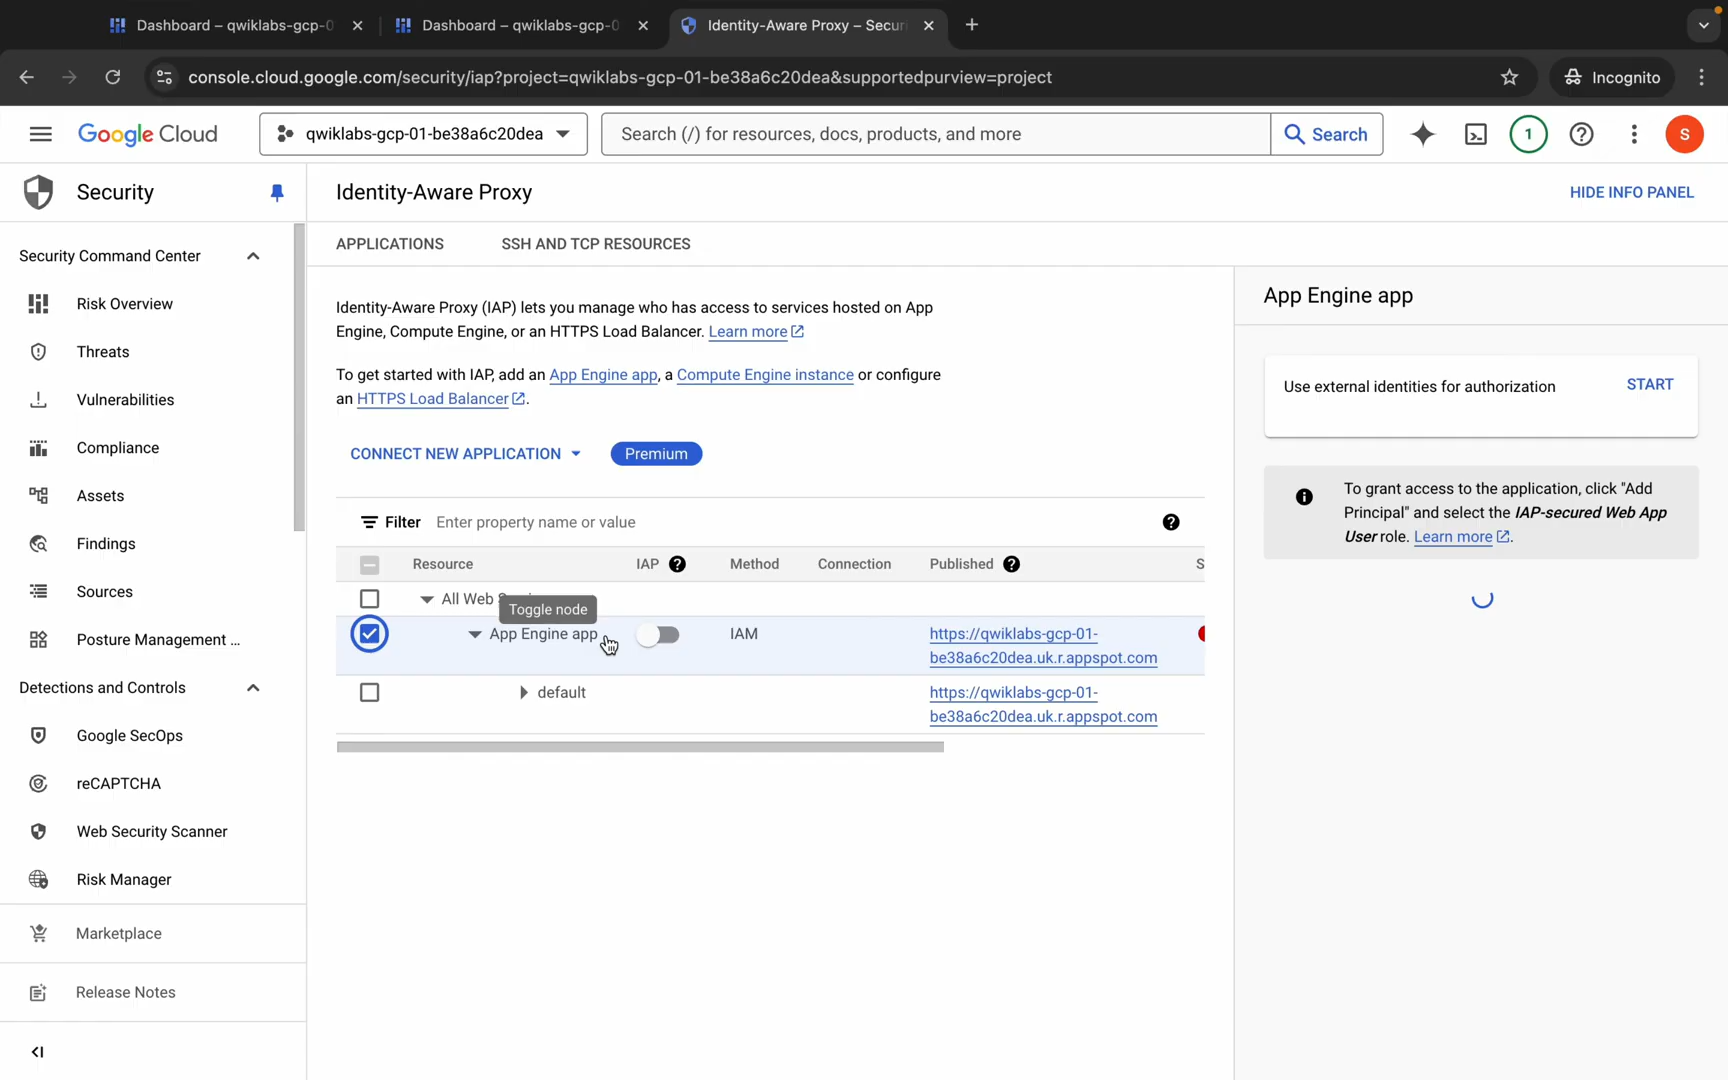 Dashboard – qwiklabs-gcp-0
Dashboard – qwiklabs-gcp-0
Identity-Aware Proxy – Secur
console.cloud.google.com/security/iap?project=qwiklabs-gcp-01-be38a6c20dea&supportedpurview=project
Incognito
Google Cloud
qwiklabs-gcp-01-be38a6c20dea
Search (/) for resources, docs, products, and more
Search
1
S
Security
Identity-Aware Proxy
HIDE INFO PANEL
Security Command Center
Risk Overview
Threats
Vulnerabilities
Compliance
Assets
Findings
Sources
Posture Management ...
Detections and Controls
Google SecOps
reCAPTCHA
Web Security Scanner
Risk Manager
Marketplace
Release Notes
APPLICATIONS
SSH AND TCP RESOURCES
Identity-Aware Proxy (IAP) lets you manage who has access to services hosted on App
Engine, Compute Engine, or an HTTPS Load Balancer. Learn more
To get started with IAP, add an App Engine app, a Compute Engine instance or configure
an HTTPS Load Balancer.
CONNECT NEW APPLICATION
Premium
Filter Enter property name or value
Resource IAP Method Connection Published S
All Web
Toggle node
App Engine app IAM https://qwiklabs-gcp-01-
be38a6c20dea.uk.r.appspot.com
default https://qwiklabs-gcp-01-
be38a6c20dea.uk.r.appspot.com
App Engine app
Use external identities for authorization
START
To grant access to the application, click "Add
Principal" and select the IAP-secured Web App
User role. Learn more.